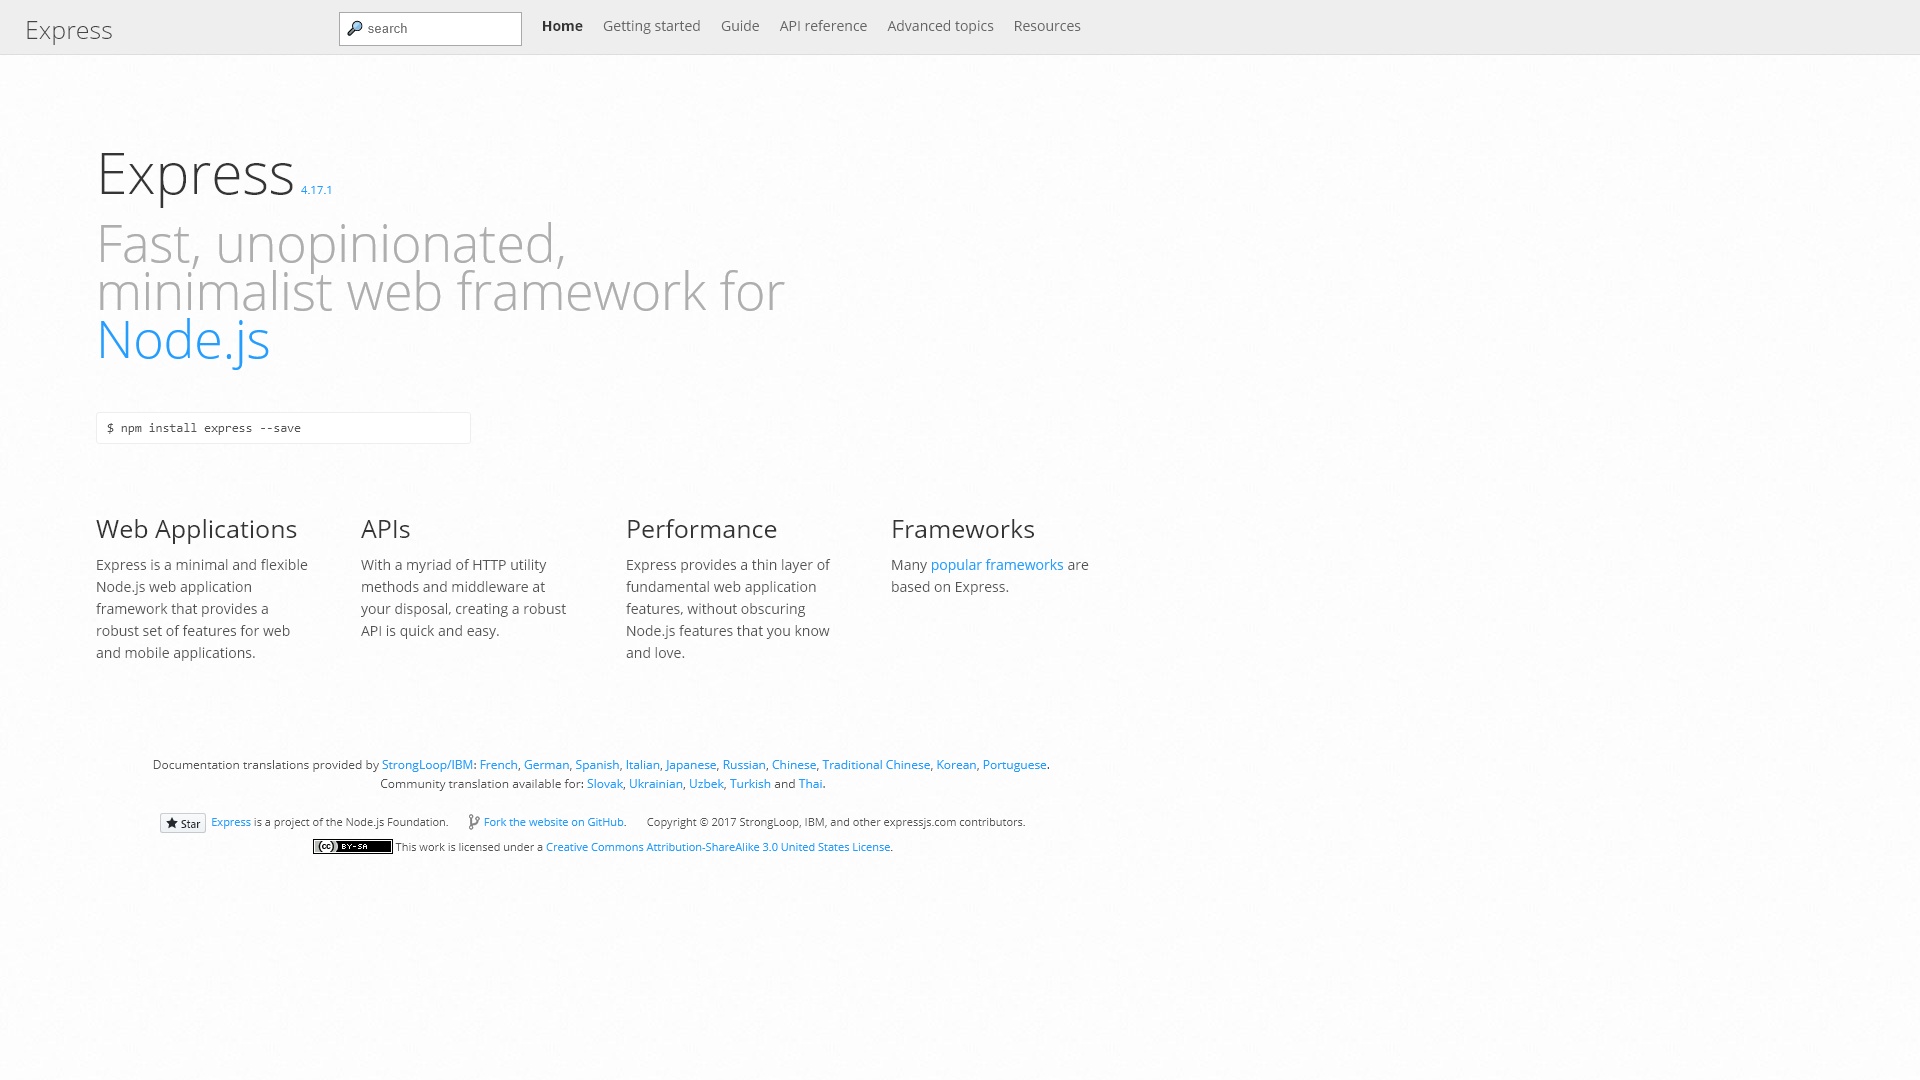 Express
search
Home
Getting started
Guide
API reference
Advanced topics
Resources
Express 4.17.1
Fast, unopinionated,
minimalist web framework for
Node.js
$ npm install express --save
Web Applications
Express is a minimal and flexible
Node.js web application
framework that provides a
robust set of features for web
and mobile applications.
APIs
With a myriad of HTTP utility
methods and middleware at
your disposal, creating a robust
API is quick and easy.
Performance
Express provides a thin layer of
fundamental web application
features, without obscuring
Node.js features that you know
and love.
Frameworks
Many popular frameworks are
based on Express.
Documentation translations provided by StrongLoop/IBM: French, German, Spanish, Italian, Japanese, Russian, Chinese, Traditional Chinese, Korean, Portuguese.
Community translation available for: Slovak, Ukrainian, Uzbek, Turkish and Thai.
Star Express is a project of the Node.js Foundation. Fork the website on GitHub. Copyright © 2017 StrongLoop, IBM, and other expressjs.com contributors.
(cc) BY-SA This work is licensed under a Creative Commons Attribution-ShareAlike 3.0 United States License.